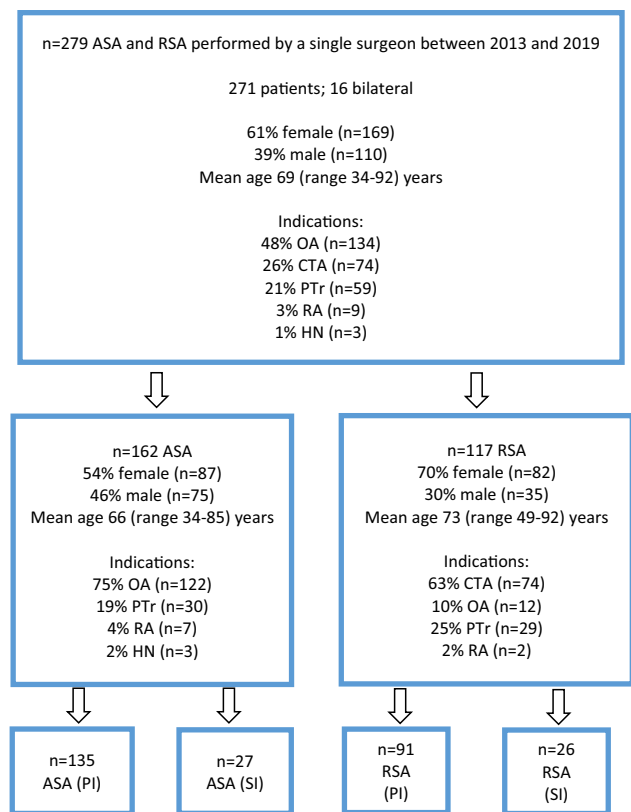 n=279 ASA and RSA performed by a single surgeon between 2013 and 2019
271 patients; 16 bilateral
61% female (n=169)
39% male (n=110)
Mean age 69 (range 34-92) years
Indications:
48% OA (n=134)
26% CTA (n=74)
21% PTr (n=59)
3% RA (n=9)
1% HN (n=3)
n=162 ASA
54% female (n=87)
46% male (n=75)
Mean age 66 (range 34-85) years
Indications:
75% OA (n=122)
19% PTr (n=30)
4% RA (n=7)
2% HN (n=3)
n=117 RSA
70% female (n=82)
30% male (n=35)
Mean age 73 (range 49-92) years
Indications:
63% CTA (n=74)
10% OA (n=12)
25% PTr (n=29)
2% RA (n=2)
n=135
ASA (PI)
n=27
ASA (SI)
n=91
RSA
(PI)
n=26
RSA
(SI)